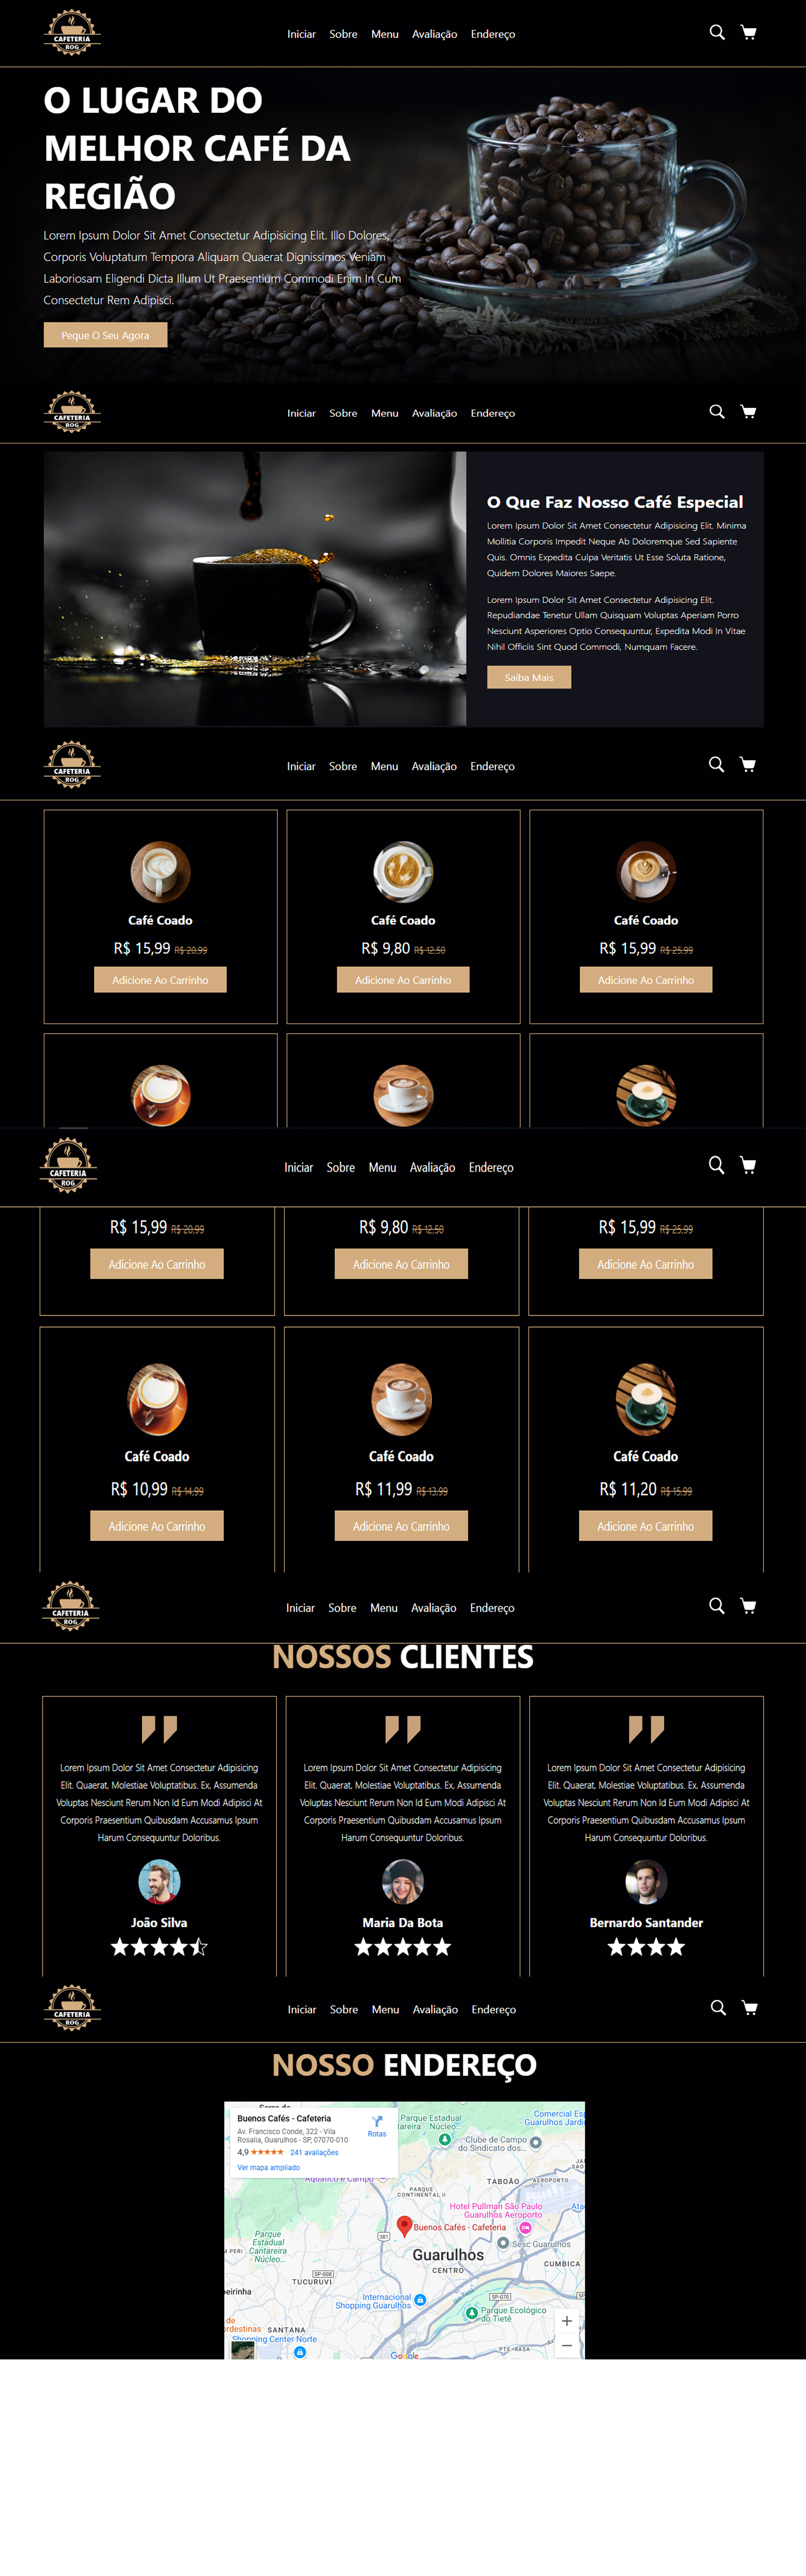 CAFETERIA
ROG
Iniciar Sobre Menu Avaliação Endereço
O LUGAR DO
MELHOR CAFÉ DA
REGIÃO
Lorem Ipsum Dolor Sit Amet Consectetur Adipisicing Elit. Illo Dolores,
Corporis Voluptatum Tempora Aliquam Quaerat Dignissimos Veniam
Laboriosam Eligendi Dicta Illum Ut Praesentium Commodi Enim In Cum
Consectetur Rem Adipisci.
Peque O Seu Agora
CAFETERIA
ROG
Iniciar Sobre Menu Avaliação Endereço
O Que Faz Nosso Café Especial
Lorem Ipsum Dolor Sit Amet Consectetur Adipisicing Elit. Minima
Mollitia Corporis Impedit Neque Ab Doloremque Sed Sapiente
Quis. Omnis Expedita Culpa Veritatis Ut Esse Soluta Ratione,
Quidem Dolores Maiores Saepe.
Lorem Ipsum Dolor Sit Amet Consectetur Adipisicing Elit.
Repudiandae Tenetur Ullam Quisquam Voluptas Aperiam Porro
Nesciunt Asperiores Optio Consequuntur, Expedita Modi In Vitae
Nihil Officiis Sint Quod Commodi, Numquam Facere.
Saiba Mais
CAFETERIA
ROG
Iniciar Sobre Menu Avaliação Endereço
Café Coado Café Coado Café Coado
R$ 15,99 R$ 20,99 R$ 9,80 R$ 12,50 R$ 15,99 R$ 25,99
Adicione Ao Carrinho Adicione Ao Carrinho Adicione Ao Carrinho
CAFETERIA
ROG
Iniciar Sobre Menu Avaliação Endereço
R$ 15,99 R$ 20,99 R$ 9,80 R$ 12,50 R$ 15,99 R$ 25,99
Adicione Ao Carrinho Adicione Ao Carrinho Adicione Ao Carrinho
Café Coado Café Coado Café Coado
R$ 10,99 R$ 14,99 R$ 11,99 R$ 13,99 R$ 11,20 R$ 15,99
Adicione Ao Carrinho Adicione Ao Carrinho Adicione Ao Carrinho
CAFETERIA
ROG
Iniciar Sobre Menu Avaliação Endereço
NOSSOS CLIENTES
Lorem Ipsum Dolor Sit Amet Consectetur Adipisicing
Elit. Quaerat, Molestiae Voluptatibus. Ex, Assumenda
Voluptas Nesciunt Rerum Non Id Eum Modi Adipisci At
Corporis Praesentium Quibusdam Accusamus Ipsum
Harum Consequuntur Doloribus.
João Silva
Lorem Ipsum Dolor Sit Amet Consectetur Adipisicing
Elit. Quaerat, Molestiae Voluptatibus. Ex, Assumenda
Voluptas Nesciunt Rerum Non Id Eum Modi Adipisci At
Corporis Praesentium Quibusdam Accusamus Ipsum
Harum Consequuntur Doloribus.
Maria Da Bota
Lorem Ipsum Dolor Sit Amet Consectetur Adipisicing
Elit. Quaerat, Molestiae Voluptatibus. Ex, Assumenda
Voluptas Nesciunt Rerum Non Id Eum Modi Adipisci At
Corporis Praesentium Quibusdam Accusamus Ipsum
Harum Consequuntur Doloribus.
Bernardo Santander
CAFETERIA
ROG
Iniciar Sobre Menu Avaliação Endereço
NOSSO ENDEREÇO
Buenos Cafés - Cafeteria
Av. Francisco Conde, 322 - Vila
Rosalia, Guarulhos - SP, 07070-010
4,9 241 avaliações
Ver mapa ampliado
Rotas
Parque Estadual
Comercial
Guarulhos
Clube de Campo
do Sindicato dos...
TABOÃO
AEROPORTO
PARQUE
CONTINENTAL II
Hotel Pullman São Paulo
Guarulhos Aeroporto
Buenos Cafés - Cafeteria
381
Parque
Estadual
Cantareira
- Núcleo...
Sesc Guarulhos
Guarulhos
CENTRO
CUMBICA
SP-008
TUCURUVI
Internacional
Shopping Guarulhos
SP-070
Parque Ecológico
do Tietê
de
SANTANA
Shopping Center Norte
Google